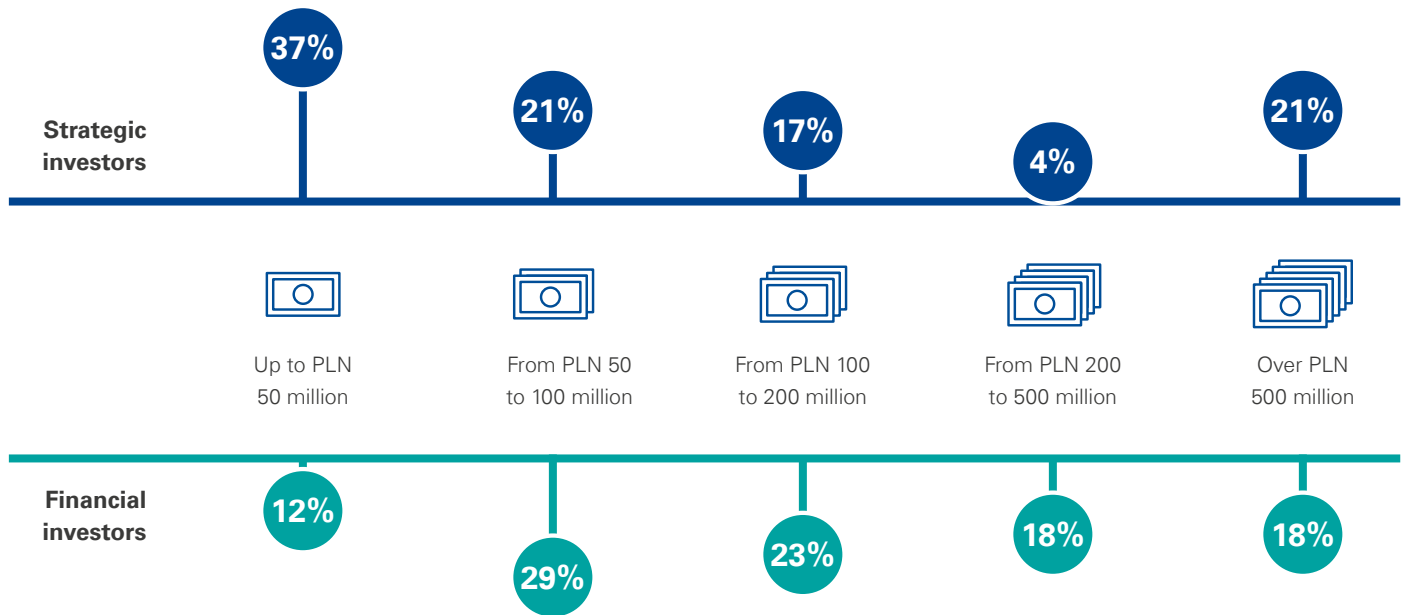 37%
21%
17%
4%
21%
Strategic
investors
Up to PLN
50 million
From PLN 50
to 100 million
From PLN 100
to 200 million
From PLN 200
to 500 million
Over PLN
500 million
Financial
investors
12%
29%
23%
18%
18%